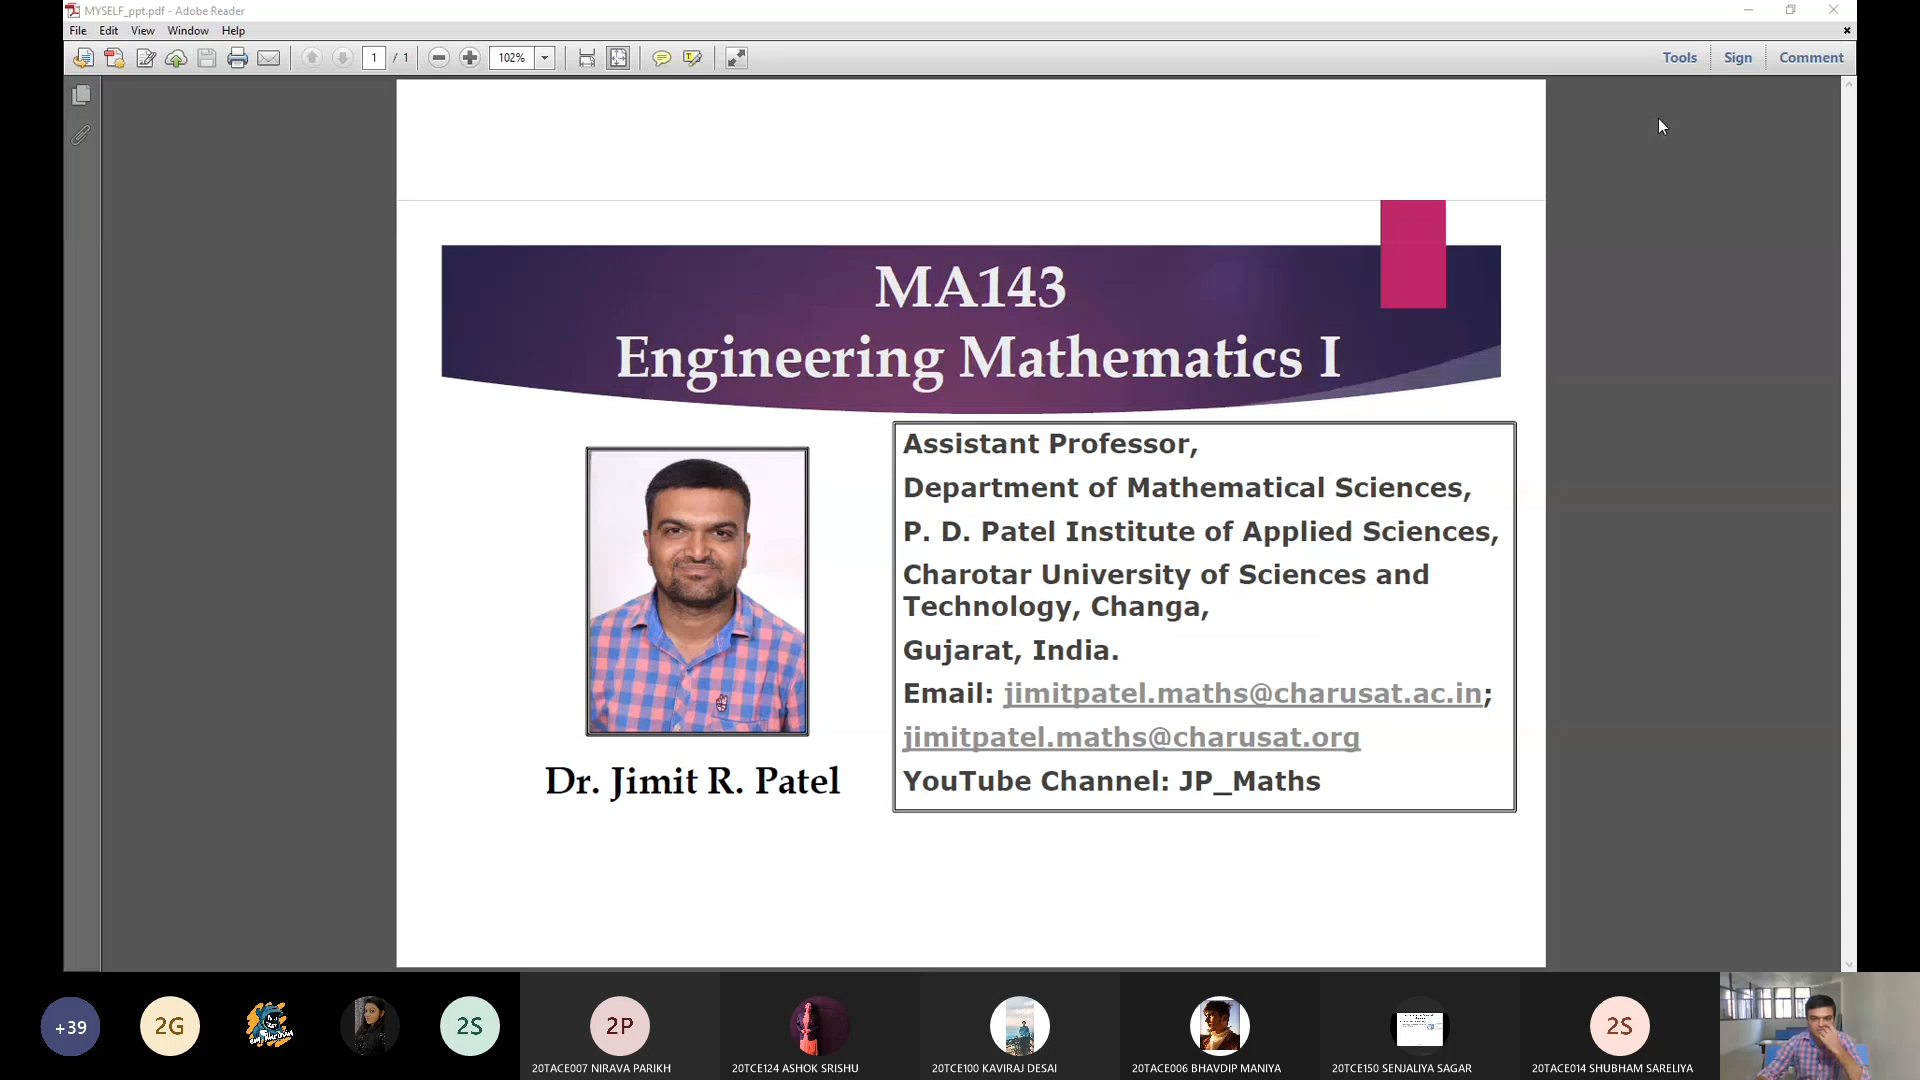 MYSELF_ppt.pdf - Adobe Reader
File Edit View Window Help
1 / 1
102%
Tools Sign Comment
MA143
Engineering Mathematics I
Assistant Professor,
Department of Mathematical Sciences,
P. D. Patel Institute of Applied Sciences,
Charotar University of Sciences and
Technology, Changa,
Gujarat, India.
Email: jimitpatel.maths@charusat.ac.in;
jimitpatel.maths@charusat.org
YouTube Channel: JP_Maths
Dr. Jimit R. Patel
+39
2G
2S
2P
2S
20TACE007 NIRAVA PARIKH
20TCE124 ASHOK SRISHU
20TCE100 KAVIRAJ DESAI
20TACE006 BHAVDIP MANIYA
20TCE150 SENJALIYA SAGAR
20TACE014 SHUBHAM SARELIYA